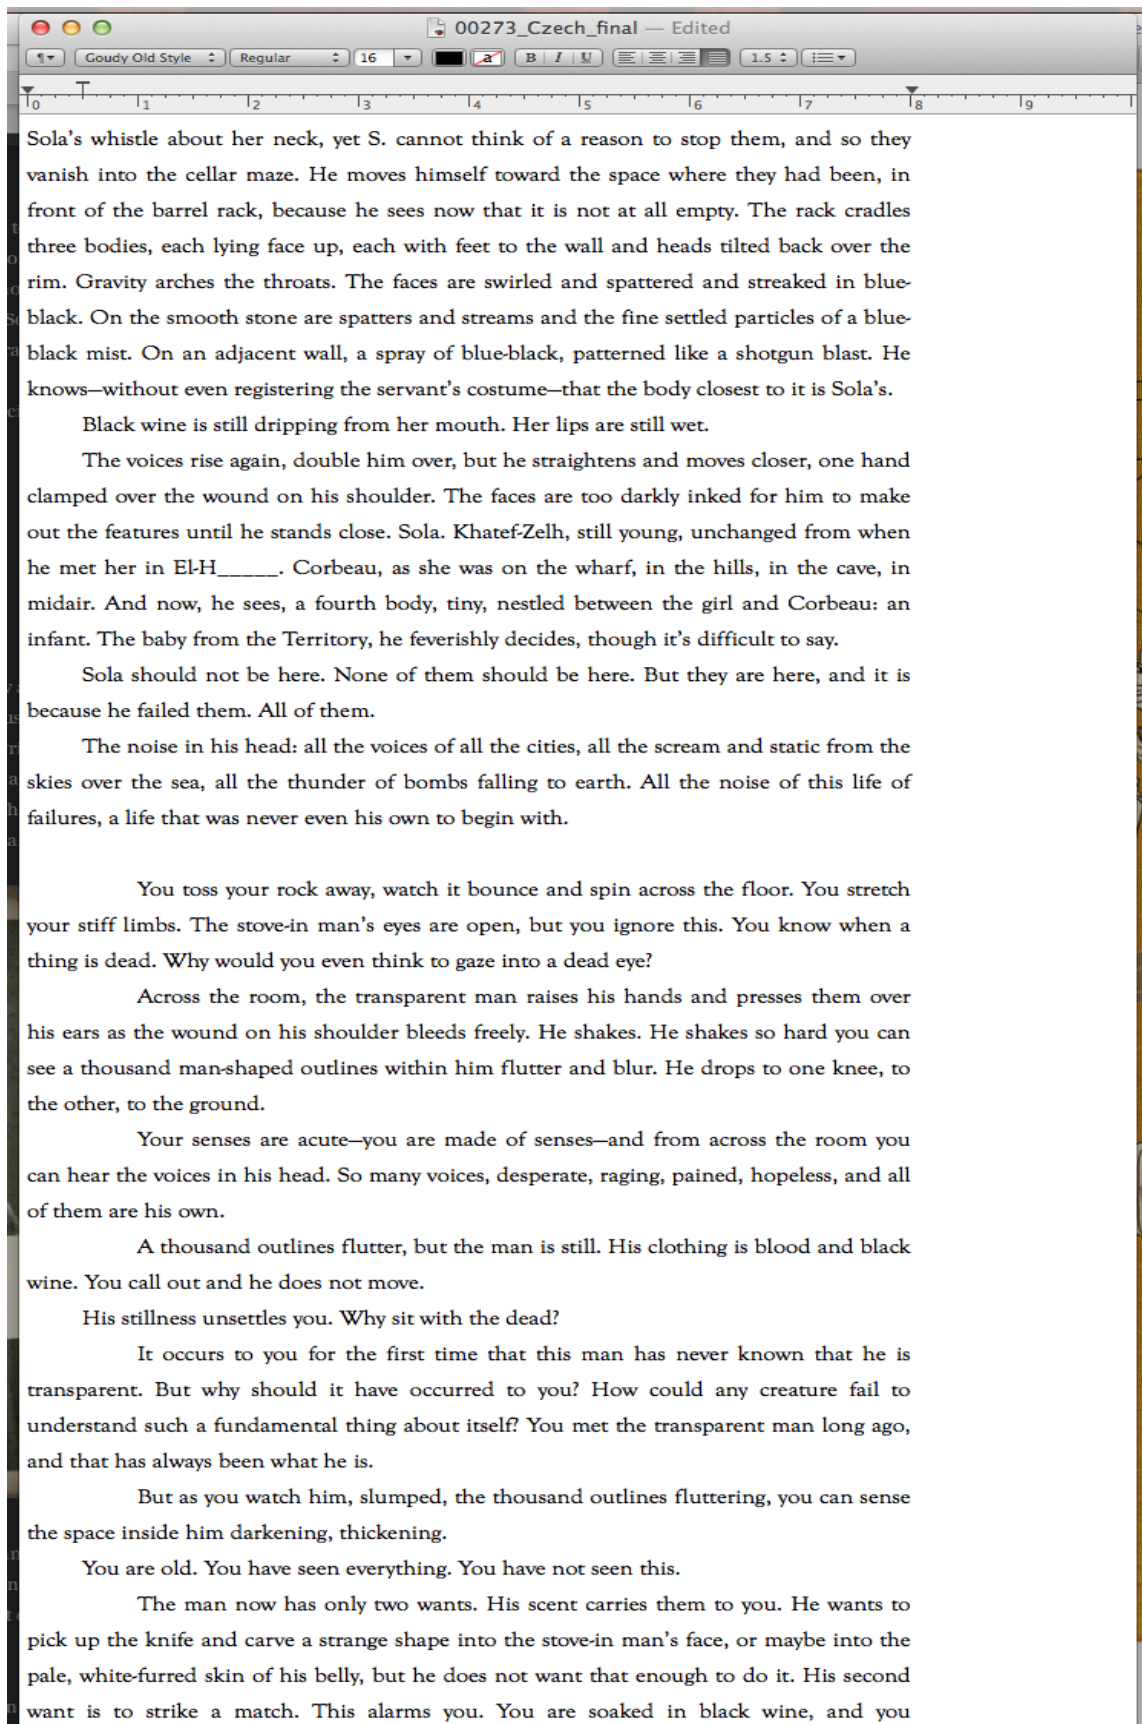 00273_Czech_final — Edited
¶ Goudy Old Style Regular 16 a B I U 1.5
0 1 2 3 4 5 6 7 8 9
Sola's whistle about her neck, yet S. cannot think of a reason to stop them, and so they
vanish into the cellar maze. He moves himself toward the space where they had been, in
front of the barrel rack, because he sees now that it is not at all empty. The rack cradles
three bodies, each lying face up, each with feet to the wall and heads tilted back over the
rim. Gravity arches the throats. The faces are swirled and spattered and streaked in blue-
black. On the smooth stone are spatters and streams and the fine settled particles of a blue-
black mist. On an adjacent wall, a spray of blue-black, patterned like a shotgun blast. He
knows—without even registering the servant's costume—that the body closest to it is Sola's.
Black wine is still dripping from her mouth. Her lips are still wet.
The voices rise again, double him over, but he straightens and moves closer, one hand
clamped over the wound on his shoulder. The faces are too darkly inked for him to make
out the features until he stands close. Sola. Khatef-Zelh, still young, unchanged from when
he met her in El-H_____. Corbeau, as she was on the wharf, in the hills, in the cave, in
midair. And now, he sees, a fourth body, tiny, nestled between the girl and Corbeau: an
infant. The baby from the Territory, he feverishly decides, though it's difficult to say.
Sola should not be here. None of them should be here. But they are here, and it is
because he failed them. All of them.
The noise in his head: all the voices of all the cities, all the scream and static from the
skies over the sea, all the thunder of bombs falling to earth. All the noise of this life of
failures, a life that was never even his own to begin with.
You toss your rock away, watch it bounce and spin across the floor. You stretch
your stiff limbs. The stove-in man's eyes are open, but you ignore this. You know when a
thing is dead. Why would you even think to gaze into a dead eye?
Across the room, the transparent man raises his hands and presses them over
his ears as the wound on his shoulder bleeds freely. He shakes. He shakes so hard you can
see a thousand man-shaped outlines within him flutter and blur. He drops to one knee, to
the other, to the ground.
Your senses are acute—you are made of senses—and from across the room you
can hear the voices in his head. So many voices, desperate, raging, pained, hopeless, and all
of them are his own.
A thousand outlines flutter, but the man is still. His clothing is blood and black
wine. You call out and he does not move.
His stillness unsettles you. Why sit with the dead?
It occurs to you for the first time that this man has never known that he is
transparent. But why should it have occurred to you? How could any creature fail to
understand such a fundamental thing about itself? You met the transparent man long ago,
and that has always been what he is.
But as you watch him, slumped, the thousand outlines fluttering, you can sense
the space inside him darkening, thickening.
You are old. You have seen everything. You have not seen this.
The man now has only two wants. His scent carries them to you. He wants to
pick up the knife and carve a strange shape into the stove-in man's face, or maybe into the
pale, white-furred skin of his belly, but he does not want that enough to do it. His second
want is to strike a match. This alarms you. You are soaked in black wine, and you